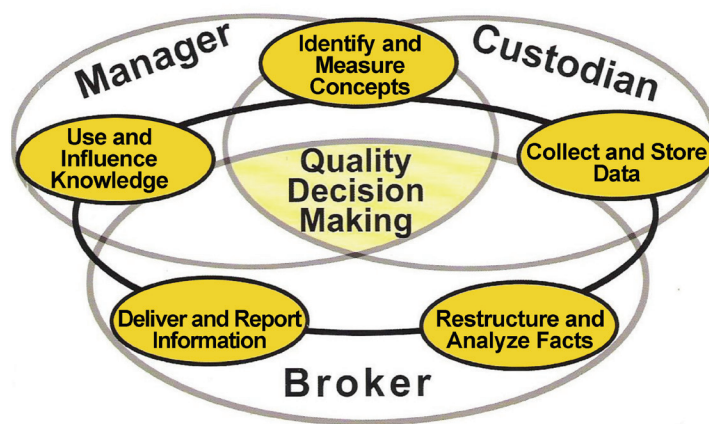 Manager
Identify and
Measure
Concepts
Custodian
Use and
Influence
Knowledge
Quality
Decision
Making
Collect and Store
Data
Deliver and Report
Information
Restructure and
Analyze Facts
Broker